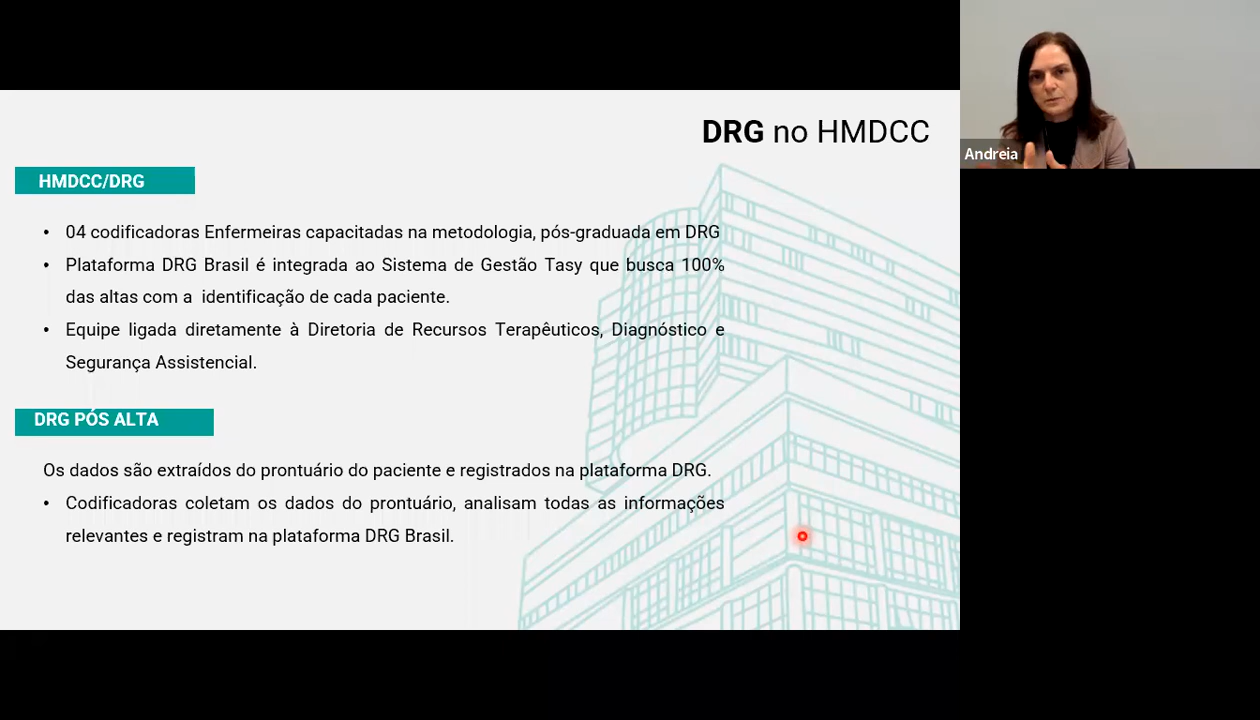 DRG no HMDCC
HMDCC/DRG
• 04 codificadoras Enfermeiras capacitadas na metodologia, pós-graduada em DRG
• Plataforma DRG Brasil é integrada ao Sistema de Gestão Tasy que busca 100%
das altas com a identificação de cada paciente.
• Equipe ligada diretamente à Diretoria de Recursos Terapêuticos, Diagnóstico e
Segurança Assistencial.
DRG PÓS ALTA
Os dados são extraídos do prontuário do paciente e registrados na plataforma DRG.
• Codificadoras coletam os dados do prontuário, analisam todas as informações
relevantes e registram na plataforma DRG Brasil.
Andreia